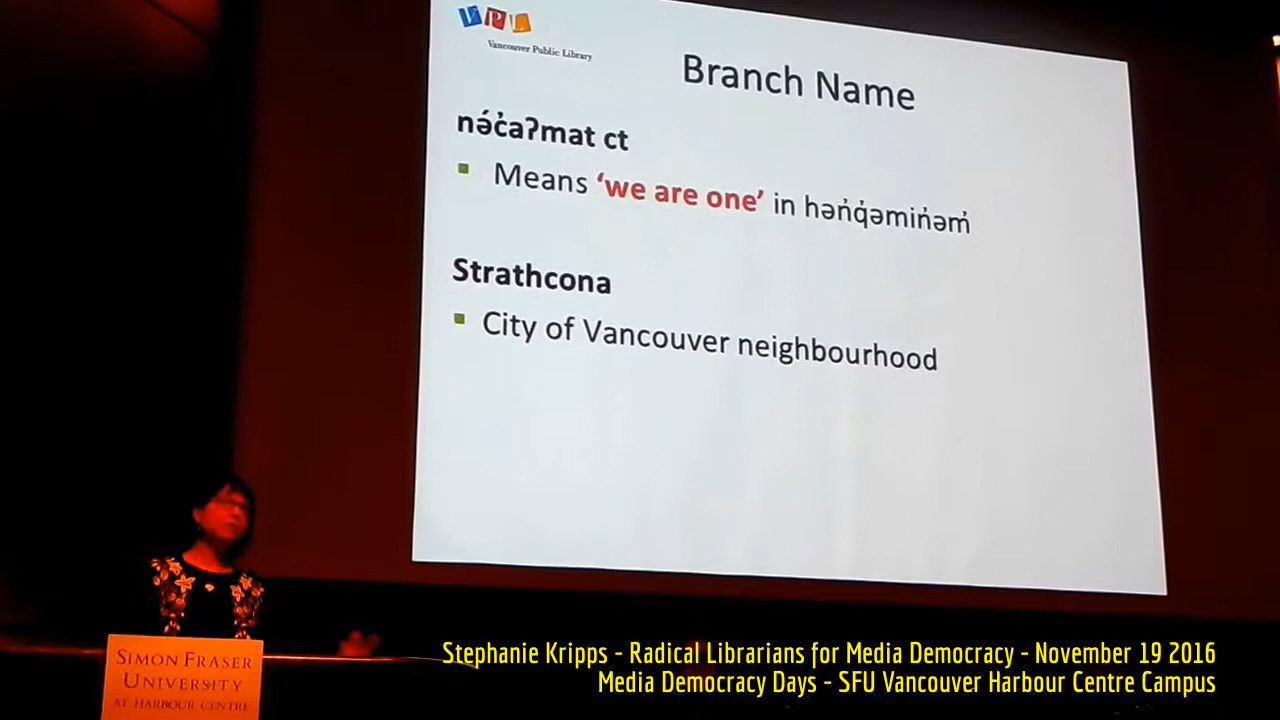 VPL
Vancouver Public Library
Branch Name
nə́c̓aʔmat ct
Means ‘we are one’ in hən̓q̓əmin̓əm̓
Strathcona
City of Vancouver neighbourhood
SIMON FRASER
UNIVERSITY
AT HARBOUR CENTRE
Stephanie Kripps - Radical Librarians for Media Democracy - November 19 2016
Media Democracy Days - SFU Vancouver Harbour Centre Campus